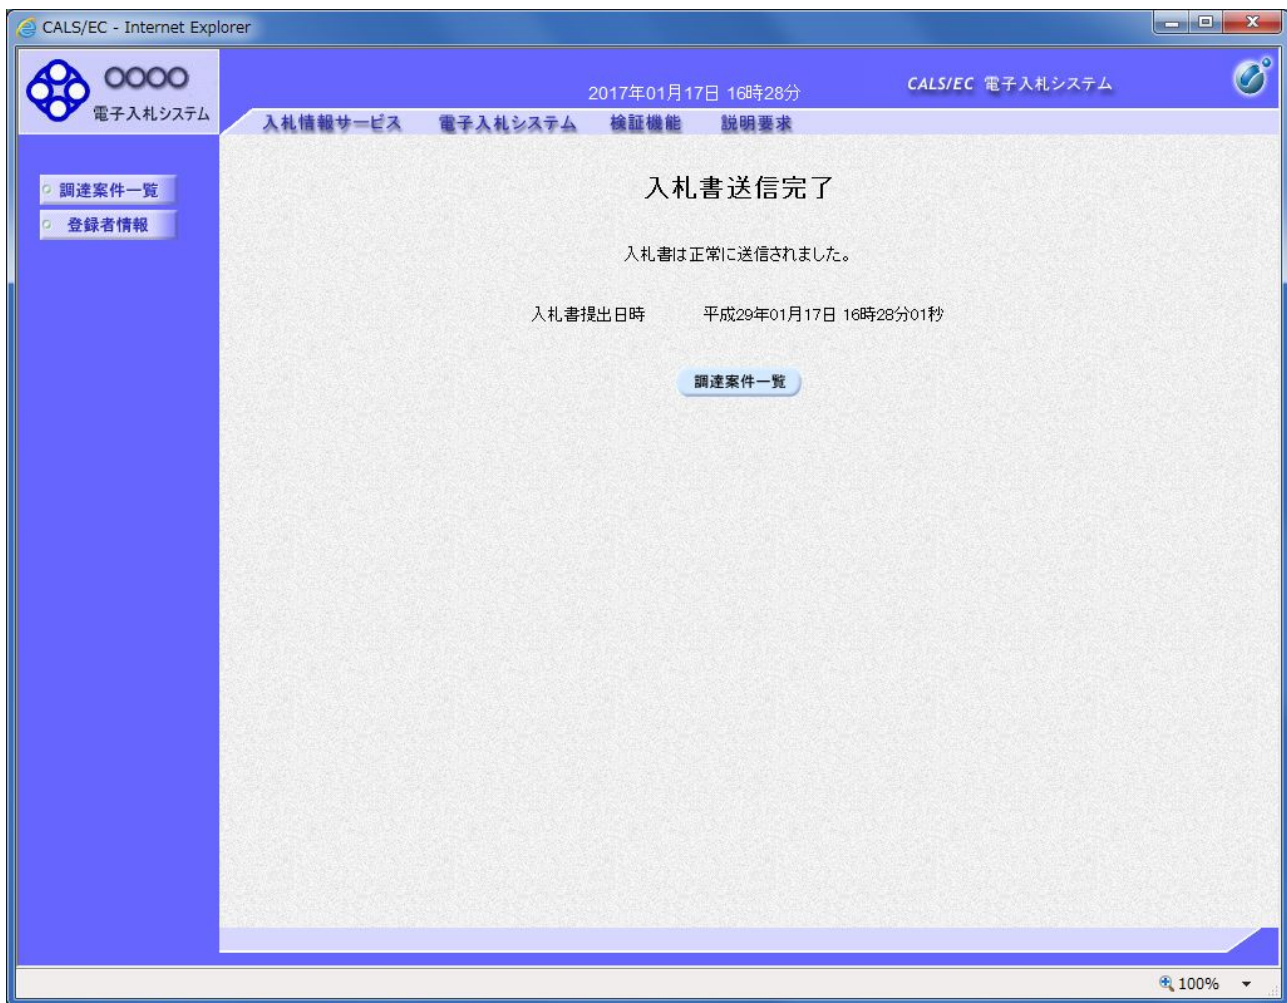 CALS/EC - Internet Explorer
〇〇〇〇
電子入札システム
2017年01月17日 16時28分
CALS/EC 電子入札システム
入札情報サービス 電子入札システム 検証機能 説明要求
調達案件一覧
登録者情報
入札書送信完了
入札書は正常に送信されました。
入札書提出日時 平成29年01月17日 16時28分01秒
調達案件一覧
100%